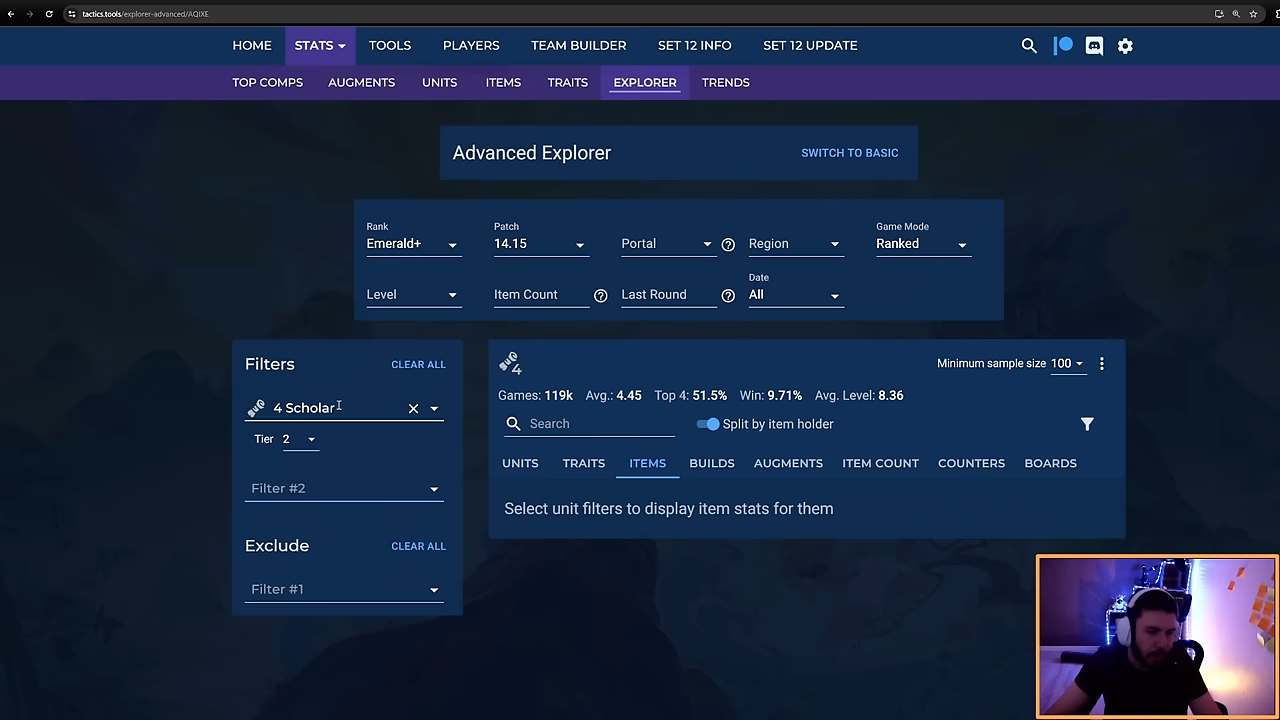 tactics.tools/explorer-advanced/AQIXE
HOME STATS TOOLS PLAYERS TEAM BUILDER SET 12 INFO SET 12 UPDATE
TOP COMPS AUGMENTS UNITS ITEMS TRAITS EXPLORER TRENDS
Advanced Explorer SWITCH TO BASIC
Rank Patch Game Mode
Emerald+ 14.15 Portal Region Ranked
Date
Level Item Count Last Round All
Filters CLEAR ALL
4 Scholar
Tier 2
Filter #2
Exclude CLEAR ALL
Filter #1
4 Minimum sample size 100
Games: 119k Avg.: 4.45 Top 4: 51.5% Win: 9.71% Avg. Level: 8.36
Search Split by item holder
UNITS TRAITS ITEMS BUILDS AUGMENTS ITEM COUNT COUNTERS BOARDS
Select unit filters to display item stats for them